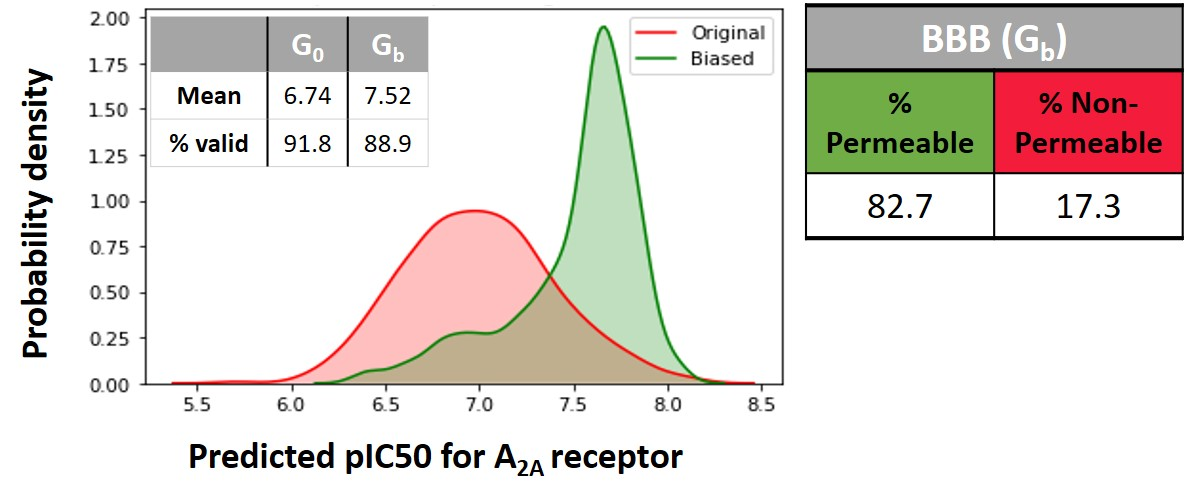 Probability density
2.00
1.75
1.50
1.25
1.00
0.75
0.50
0.25
0.00
G0 Gb
Mean 6.74 7.52
% valid 91.8 88.9
Original
Biased
5.5 6.0 6.5 7.0 7.5 8.0 8.5
Predicted pIC50 for A2A receptor
BBB (Gb)
% Permeable % Non-Permeable
82.7 17.3